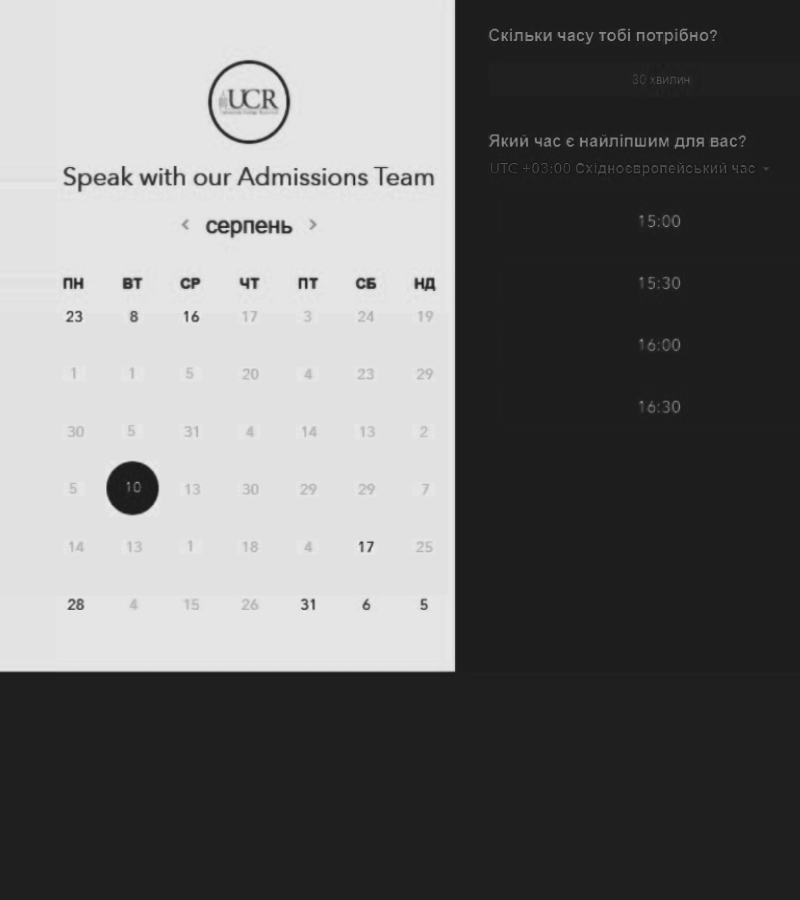 UCR
Speak with our Admissions Team
< серпень >
ПН ВТ СР ЧТ ПТ СБ НД
23 8 16 17 3 24 19
1 1 5 20 4 23 29
30 5 31 4 14 13 2
5 10 13 30 29 29 7
14 13 1 18 4 17 25
28 4 15 26 31 6 5
Скільки часу тобі потрібно?
30 хвилин
Який час є найліпшим для вас?
UTC +03:00 Східноєвропейський час
15:00
15:30
16:00
16:30